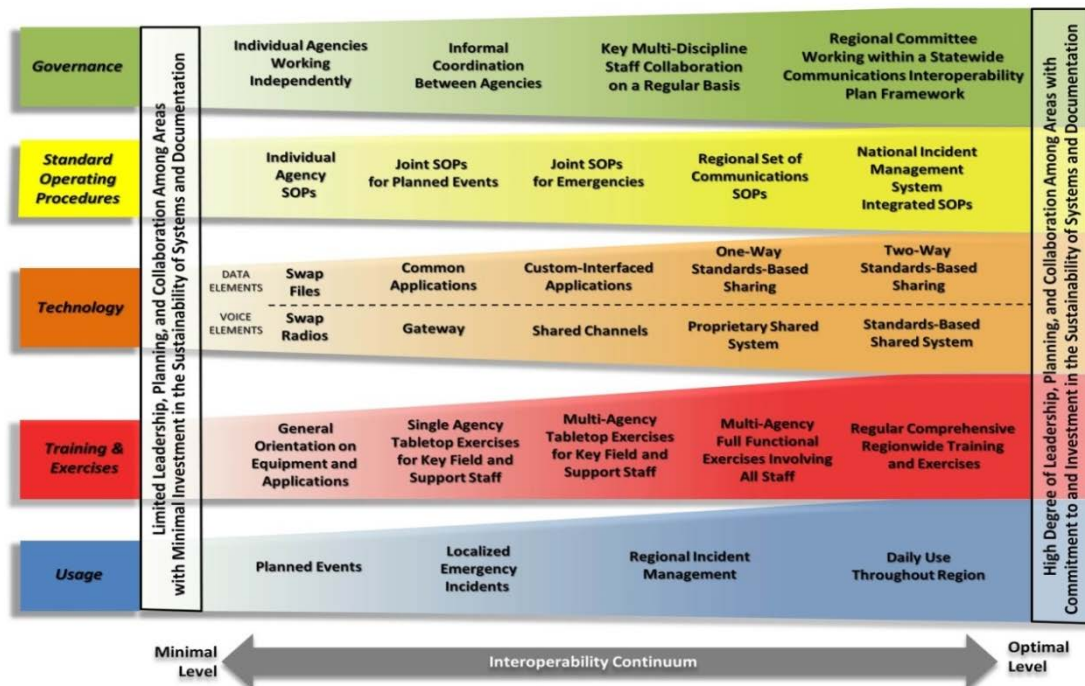 Governance
Limited Leadership, Planning, and Collaboration Among Areas
with Minimal Investment in the Sustainability of Systems and Documentation
Individual Agencies
Working
Independently
Informal
Coordination
Between Agencies
Key Multi-Discipline
Staff Collaboration
on a Regular Basis
Regional Committee
Working within a Statewide
Communications Interoperability
Plan Framework
High Degree of Leadership, Planning, and Collaboration Among Areas with
Commitment to and Investment in the Sustainability of Systems and Documentation
Standard
Operating
Procedures
Individual
Agency
SOPs
Joint SOPs
for Planned Events
Joint SOPs
for Emergencies
Regional Set of
Communications
SOPs
National Incident
Management
System
Integrated SOPs
Technology
DATA
ELEMENTS
Swap
Files
Common
Applications
Custom-Interfaced
Applications
One-Way
Standards-Based
Sharing
Two-Way
Standards-Based
Sharing
VOICE
ELEMENTS
Swap
Radios
Gateway
Shared Channels
Proprietary Shared
System
Standards-Based
Shared System
Training &
Exercises
General
Orientation on
Equipment and
Applications
Single Agency
Tabletop Exercises
for Key Field and
Support Staff
Multi-Agency
Tabletop Exercises
for Key Field and
Support Staff
Multi-Agency
Full Functional
Exercises Involving
All Staff
Regular Comprehensive
Regionwide Training
and Exercises
Usage
Planned Events
Localized
Emergency
Incidents
Regional Incident
Management
Daily Use
Throughout Region
Minimal
Level
Interoperability Continuum
Optimal
Level